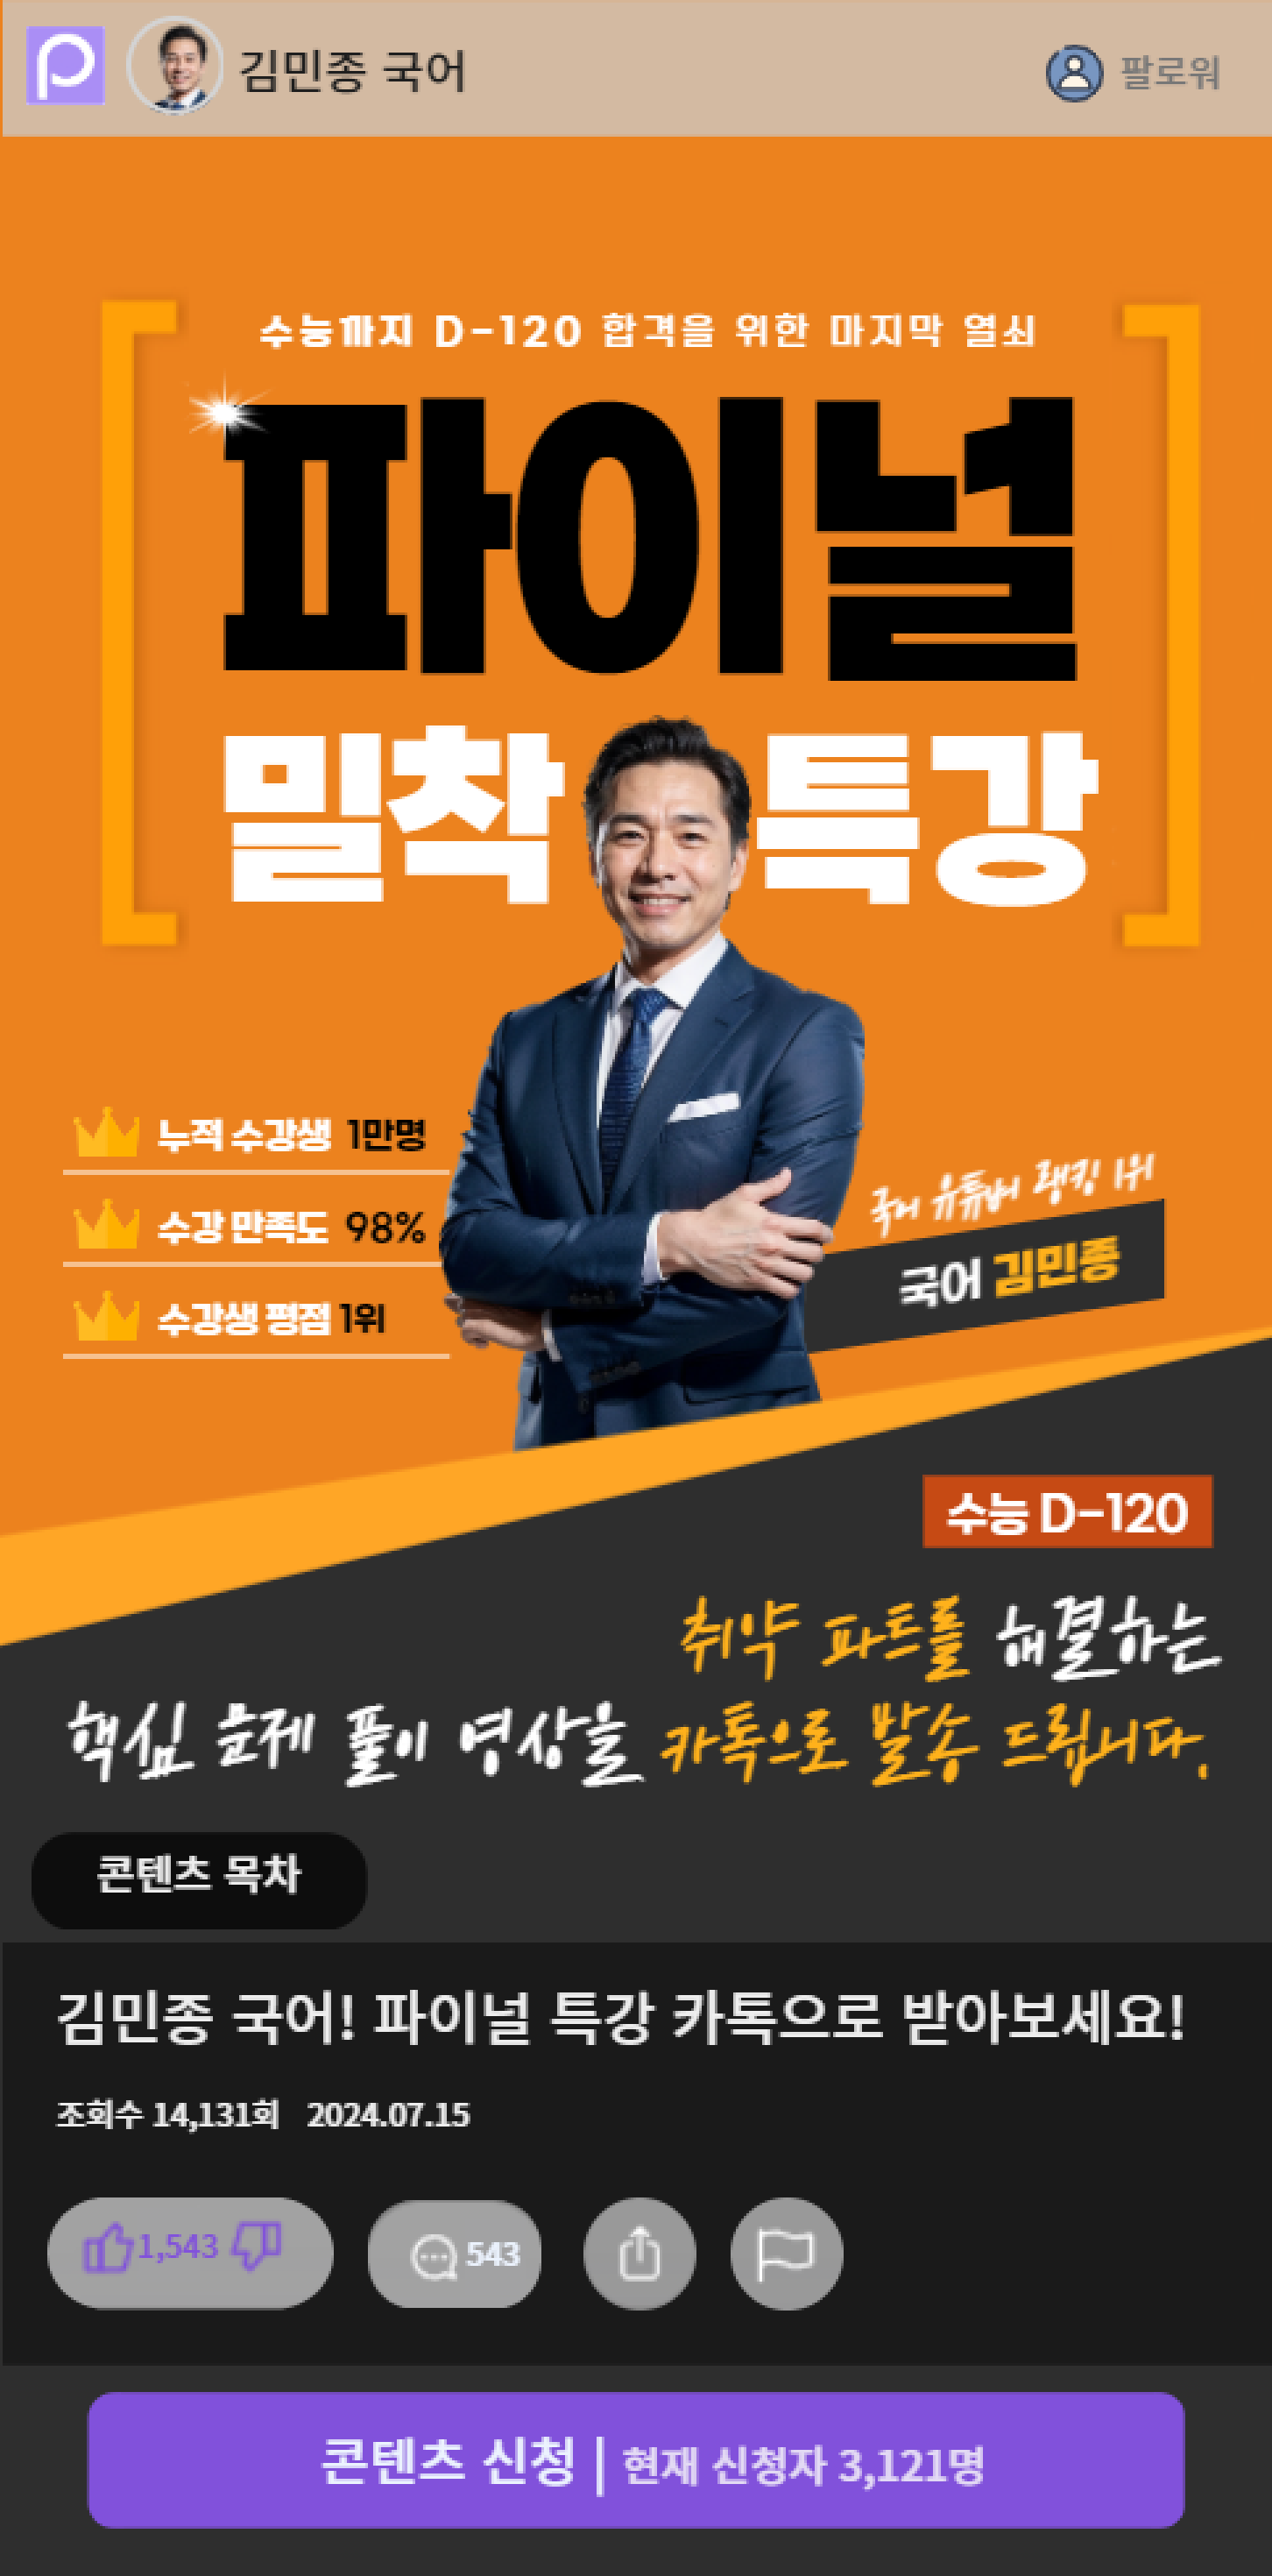 김민종 국어
팔로워
수능까지 D-120 합격을 위한 마지막 열쇠
파이널
밀착 특강
누적 수강생 1만명
수강 만족도 98%
수강생 평점 1위
국어 유튜버 랭킹 1위
국어 김민종
수능 D-120
취약 파트를 해결하는
핵심 문제 풀이 영상을 카톡으로 발송 드립니다.
콘텐츠 목차
김민종 국어! 파이널 특강 카톡으로 받아보세요!
조회수 14,131회 2024.07.15
1,543
543
콘텐츠 신청 | 현재 신청자 3,121명